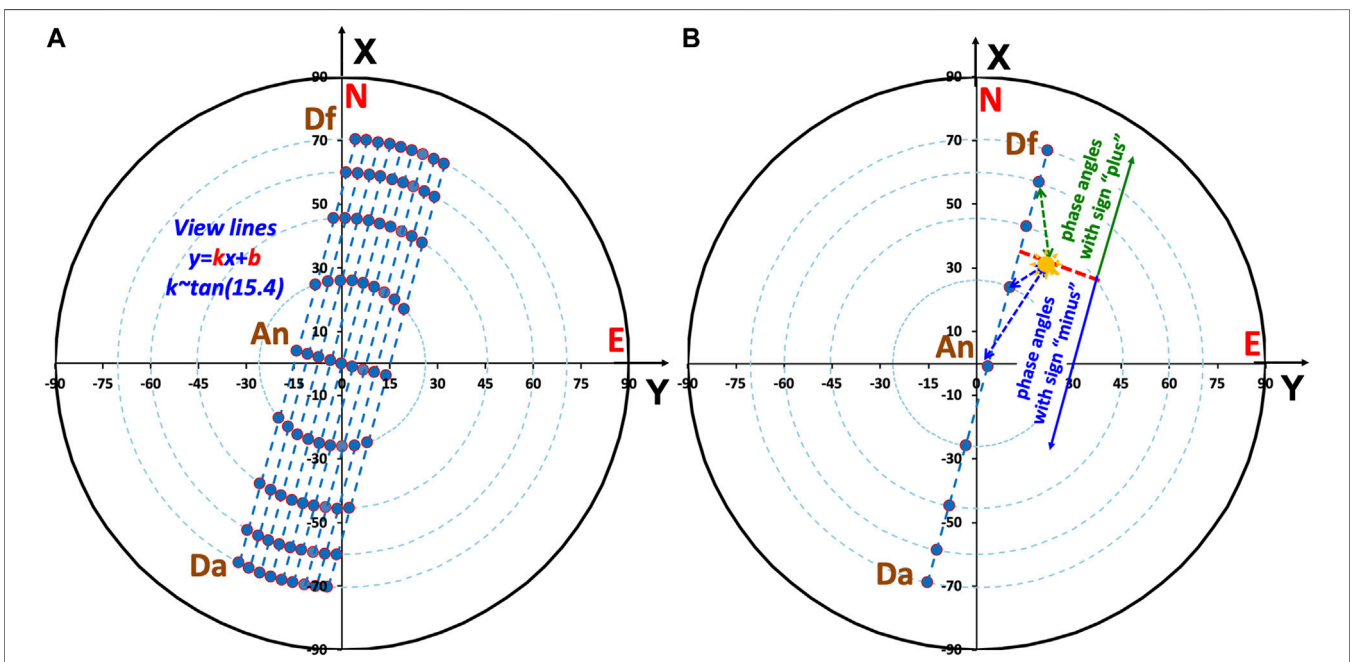 A
X
90
N
Df
70
50
View lines
y=kx+b
k~tan(15.4)
30
An
10
E
-90 -75 -60 -45 -30 -15 0 15 30 45 60 75 90
Y
-10
-30
-50
Da
-70
-90
B
X
90
N
Df
70
phase angles
with sign “plus”
50
30
An
10
E
-90 -75 -60 -45 -30 -15 0 15 30 45 60 75 90
Y
phase angles
with sign “minus”
-10
-30
-50
Da
-70
-90